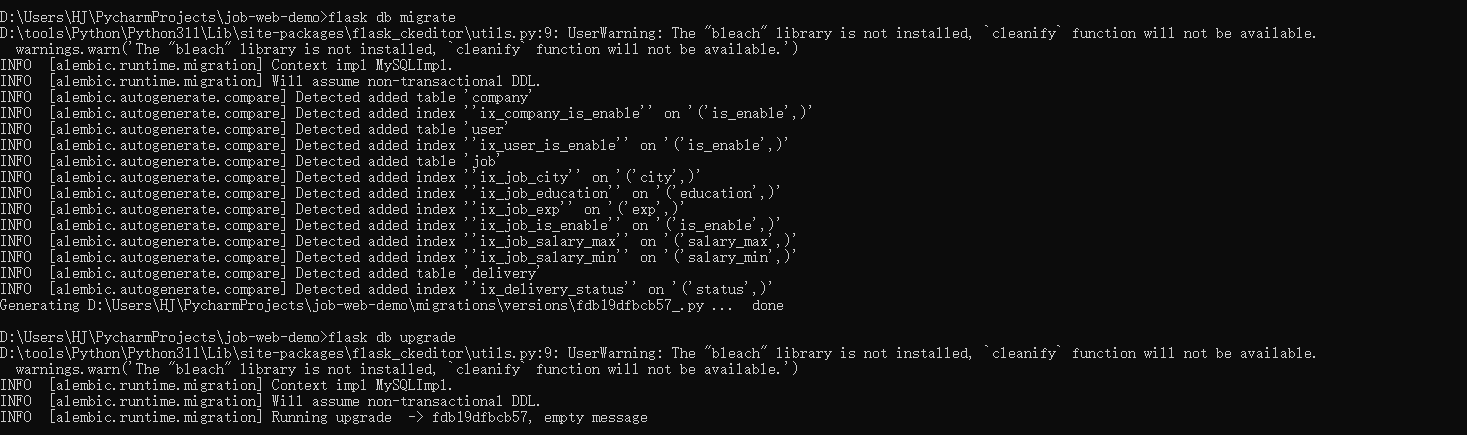 D:\Users\HJ\PycharmProjects\job-web-demo>flask db migrate
D:\tools\Python\Python311\Lib\site-packages\flask_ckeditor\utils.py:9: UserWarning: The "bleach" library is not installed, `cleanify` function will not be available.
  warnings.warn('The "bleach" library is not installed, `cleanify` function will not be available.')
INFO  [alembic.runtime.migration] Context impl MySQLImpl.
INFO  [alembic.runtime.migration] Will assume non-transactional DDL.
INFO  [alembic.autogenerate.compare] Detected added table 'company'
INFO  [alembic.autogenerate.compare] Detected added index ''ix_company_is_enable'' on '('is_enable',)'
INFO  [alembic.autogenerate.compare] Detected added table 'user'
INFO  [alembic.autogenerate.compare] Detected added index ''ix_user_is_enable'' on '('is_enable',)'
INFO  [alembic.autogenerate.compare] Detected added table 'job'
INFO  [alembic.autogenerate.compare] Detected added index ''ix_job_city'' on '('city',)'
INFO  [alembic.autogenerate.compare] Detected added index ''ix_job_education'' on '('education',)'
INFO  [alembic.autogenerate.compare] Detected added index ''ix_job_exp'' on '('exp',)'
INFO  [alembic.autogenerate.compare] Detected added index ''ix_job_is_enable'' on '('is_enable',)'
INFO  [alembic.autogenerate.compare] Detected added index ''ix_job_salary_max'' on '('salary_max',)'
INFO  [alembic.autogenerate.compare] Detected added index ''ix_job_salary_min'' on '('salary_min',)'
INFO  [alembic.autogenerate.compare] Detected added table 'delivery'
INFO  [alembic.autogenerate.compare] Detected added index ''ix_delivery_status'' on '('status',)'
Generating D:\Users\HJ\PycharmProjects\job-web-demo\migrations\versions\fdb19dfbcb57_.py ...  done
D:\Users\HJ\PycharmProjects\job-web-demo>flask db upgrade
D:\tools\Python\Python311\Lib\site-packages\flask_ckeditor\utils.py:9: UserWarning: The "bleach" library is not installed, `cleanify` function will not be available.
  warnings.warn('The "bleach" library is not installed, `cleanify` function will not be available.')
INFO  [alembic.runtime.migration] Context impl MySQLImpl.
INFO  [alembic.runtime.migration] Will assume non-transactional DDL.
INFO  [alembic.runtime.migration] Running upgrade  -> fdb19dfbcb57, empty message